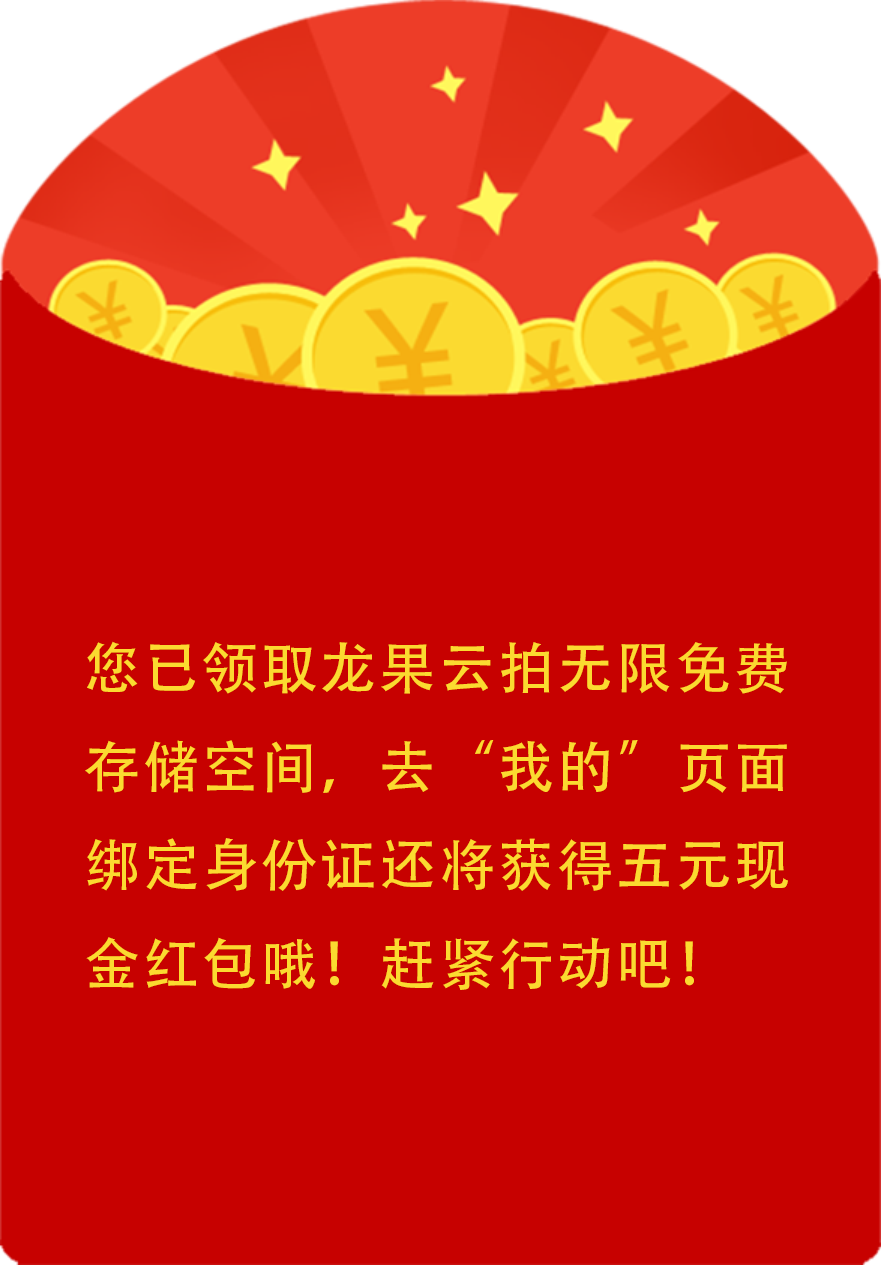 您已领取龙果云拍无限免费
存储空间，去“我的”页面
绑定身份证还将获得五元现
金红包哦！赶紧行动吧！